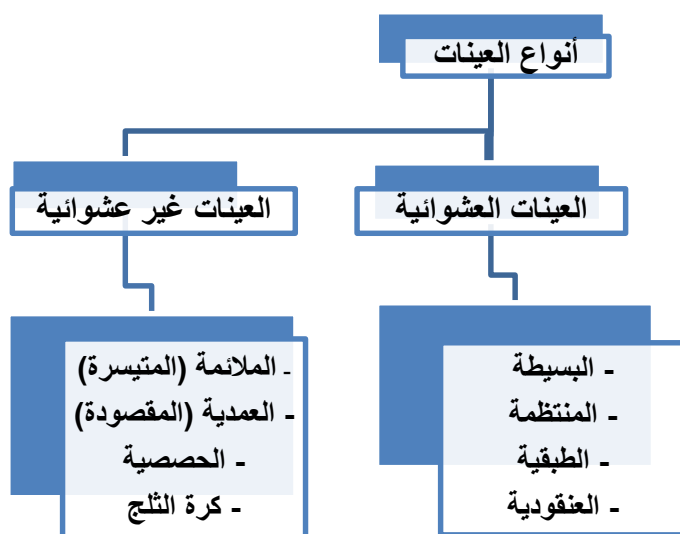 أنواع العينات
العينات العشوائية
العينات غير عشوائية
- البسيطة
- المنتظمة
- الطبقية
- العنقودية
- الملائمة (المتيسرة)
- العمدية (المقصودة)
- الحصصية
- كرة الثلج